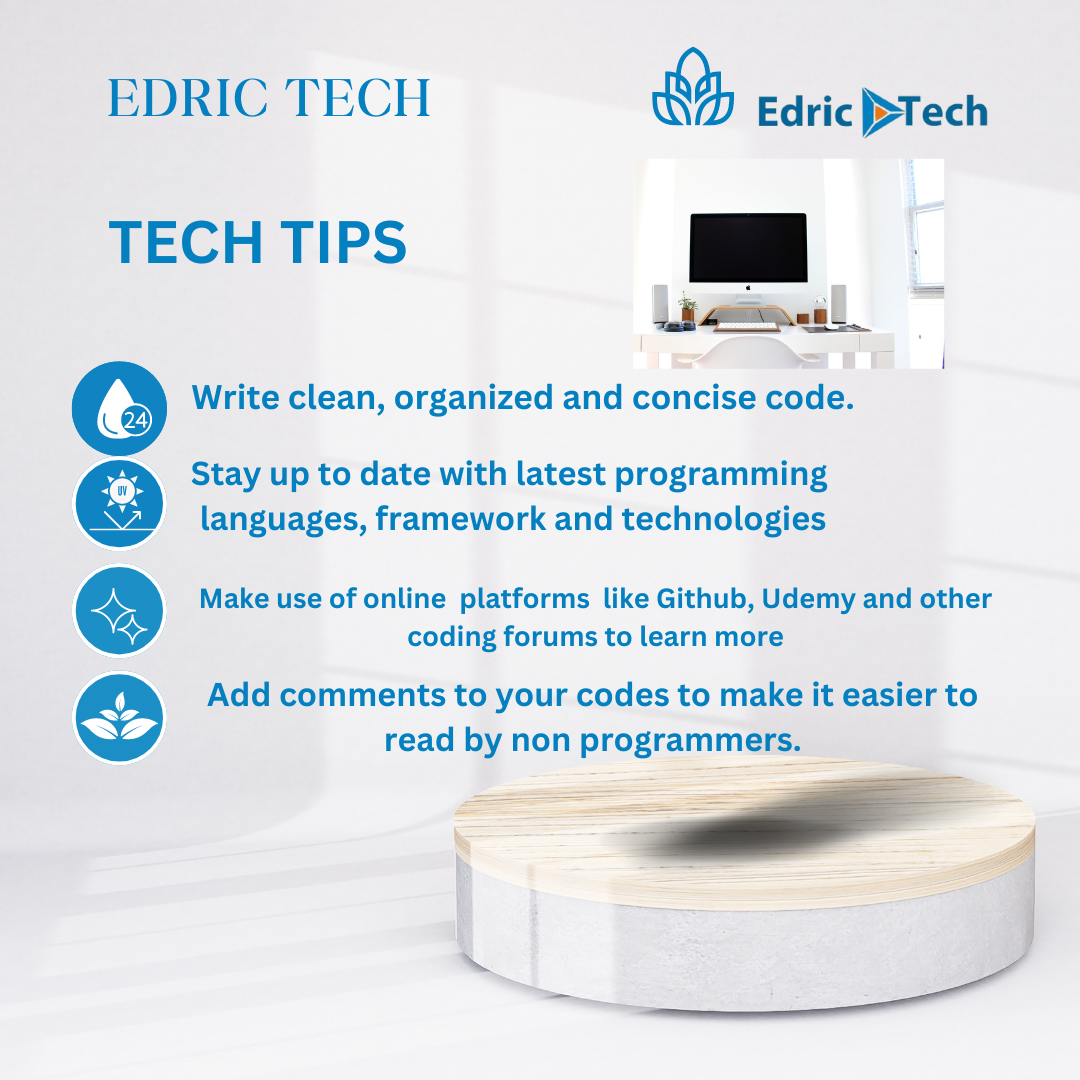 EDRIC TECH
Edric Tech
TECH TIPS
24
Write clean, organized and concise code.
UV
Stay up to date with latest programming
languages, framework and technologies
Make use of online  platforms  like Github, Udemy and other
coding forums to learn more
Add comments to your codes to make it easier to
read by non programmers.